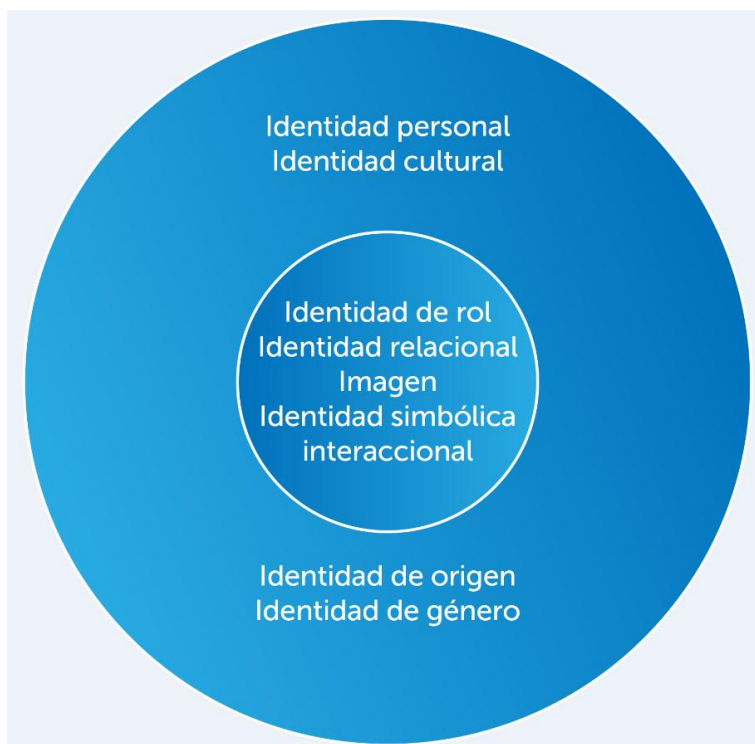 Identidad personal
Identidad cultural
Identidad de rol
Identidad relacional
Imagen
Identidad simbólica
interaccional
Identidad de origen
Identidad de género